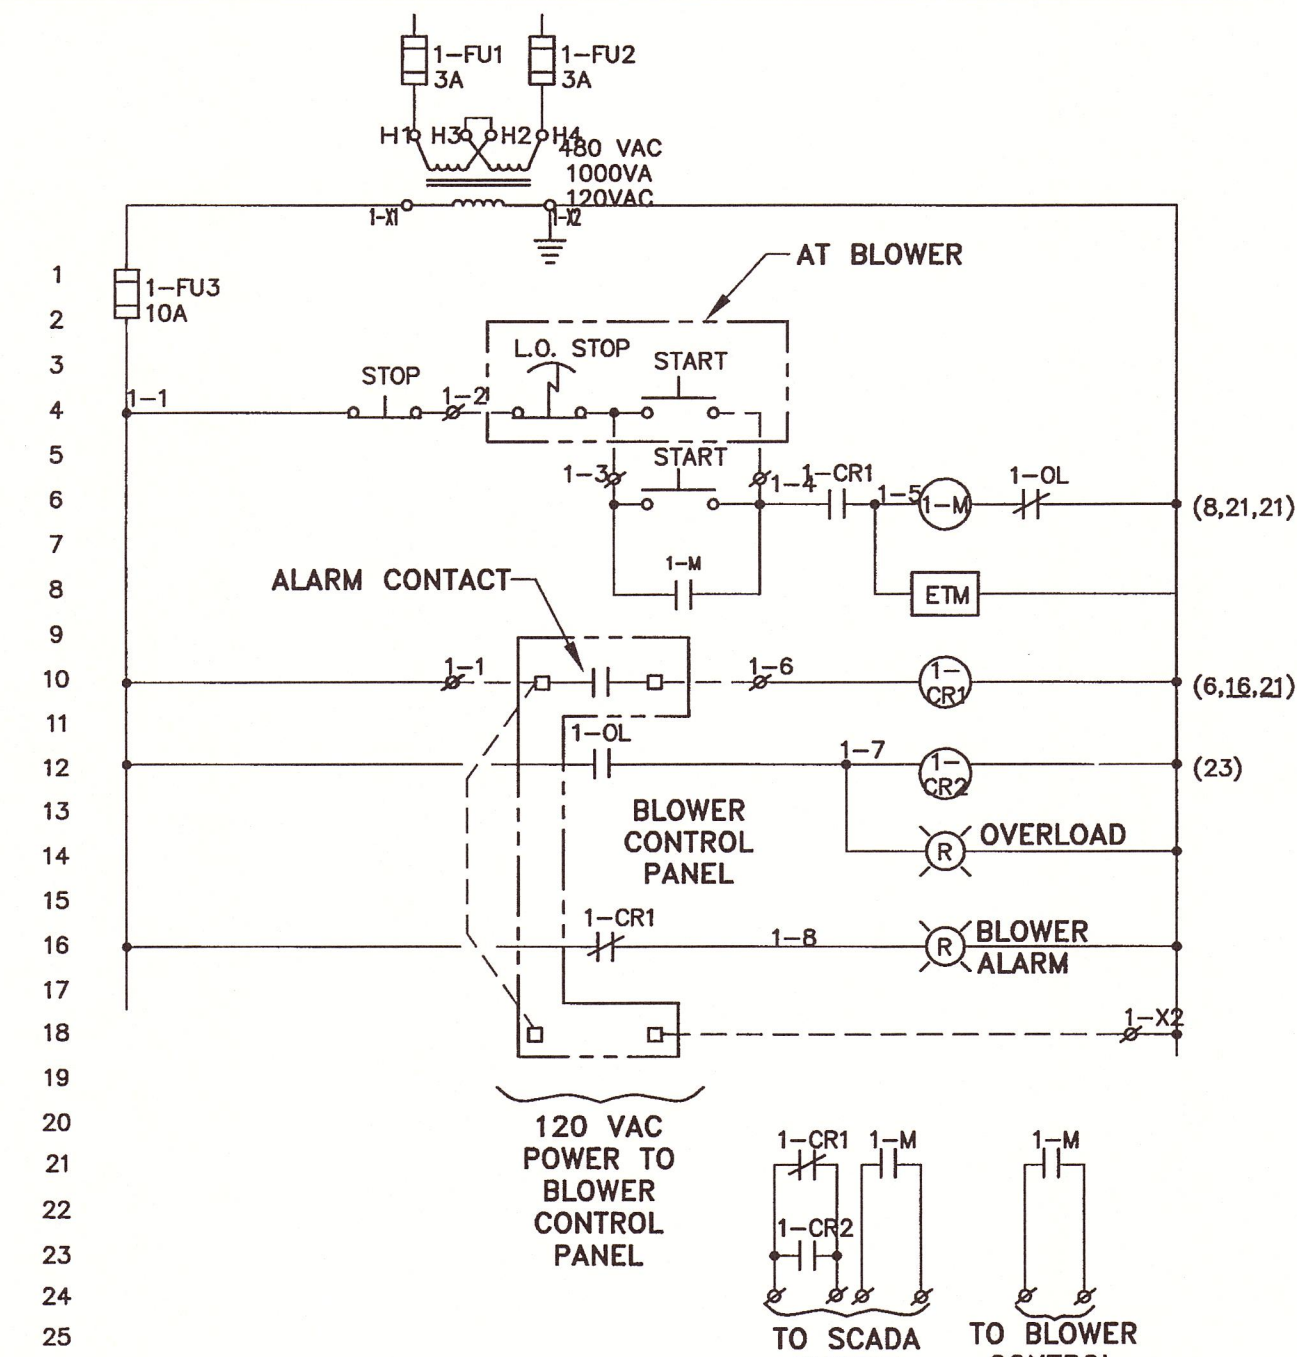 1-FU1
3A
1-FU2
3A
H1 H3 H2 H4
480 VAC
1000VA
120VAC
1-X1
1-X2
AT BLOWER
1
1-FU3
10A
2
L.O. STOP
START
3
STOP
1-1
1-2
4
START
5
1-3
1-4
1-CR1
1-5
1-M
1-OL
6
(8,21,21)
7
1-M
ALARM CONTACT
8
ETM
9
1-1
1-6
10
1-
CR1
(6,16,21)
11
1-OL
1-7
12
1-
CR2
(23)
13
BLOWER
CONTROL
PANEL
OVERLOAD
14
R
15
1-CR1
16
1-8
R
BLOWER
ALARM
17
18
1-X2
19
20
120 VAC
POWER TO
BLOWER
CONTROL
PANEL
21
1-CR1
1-M
1-M
22
1-CR2
23
24
25
TO SCADA
TO BLOWER
CONTROL